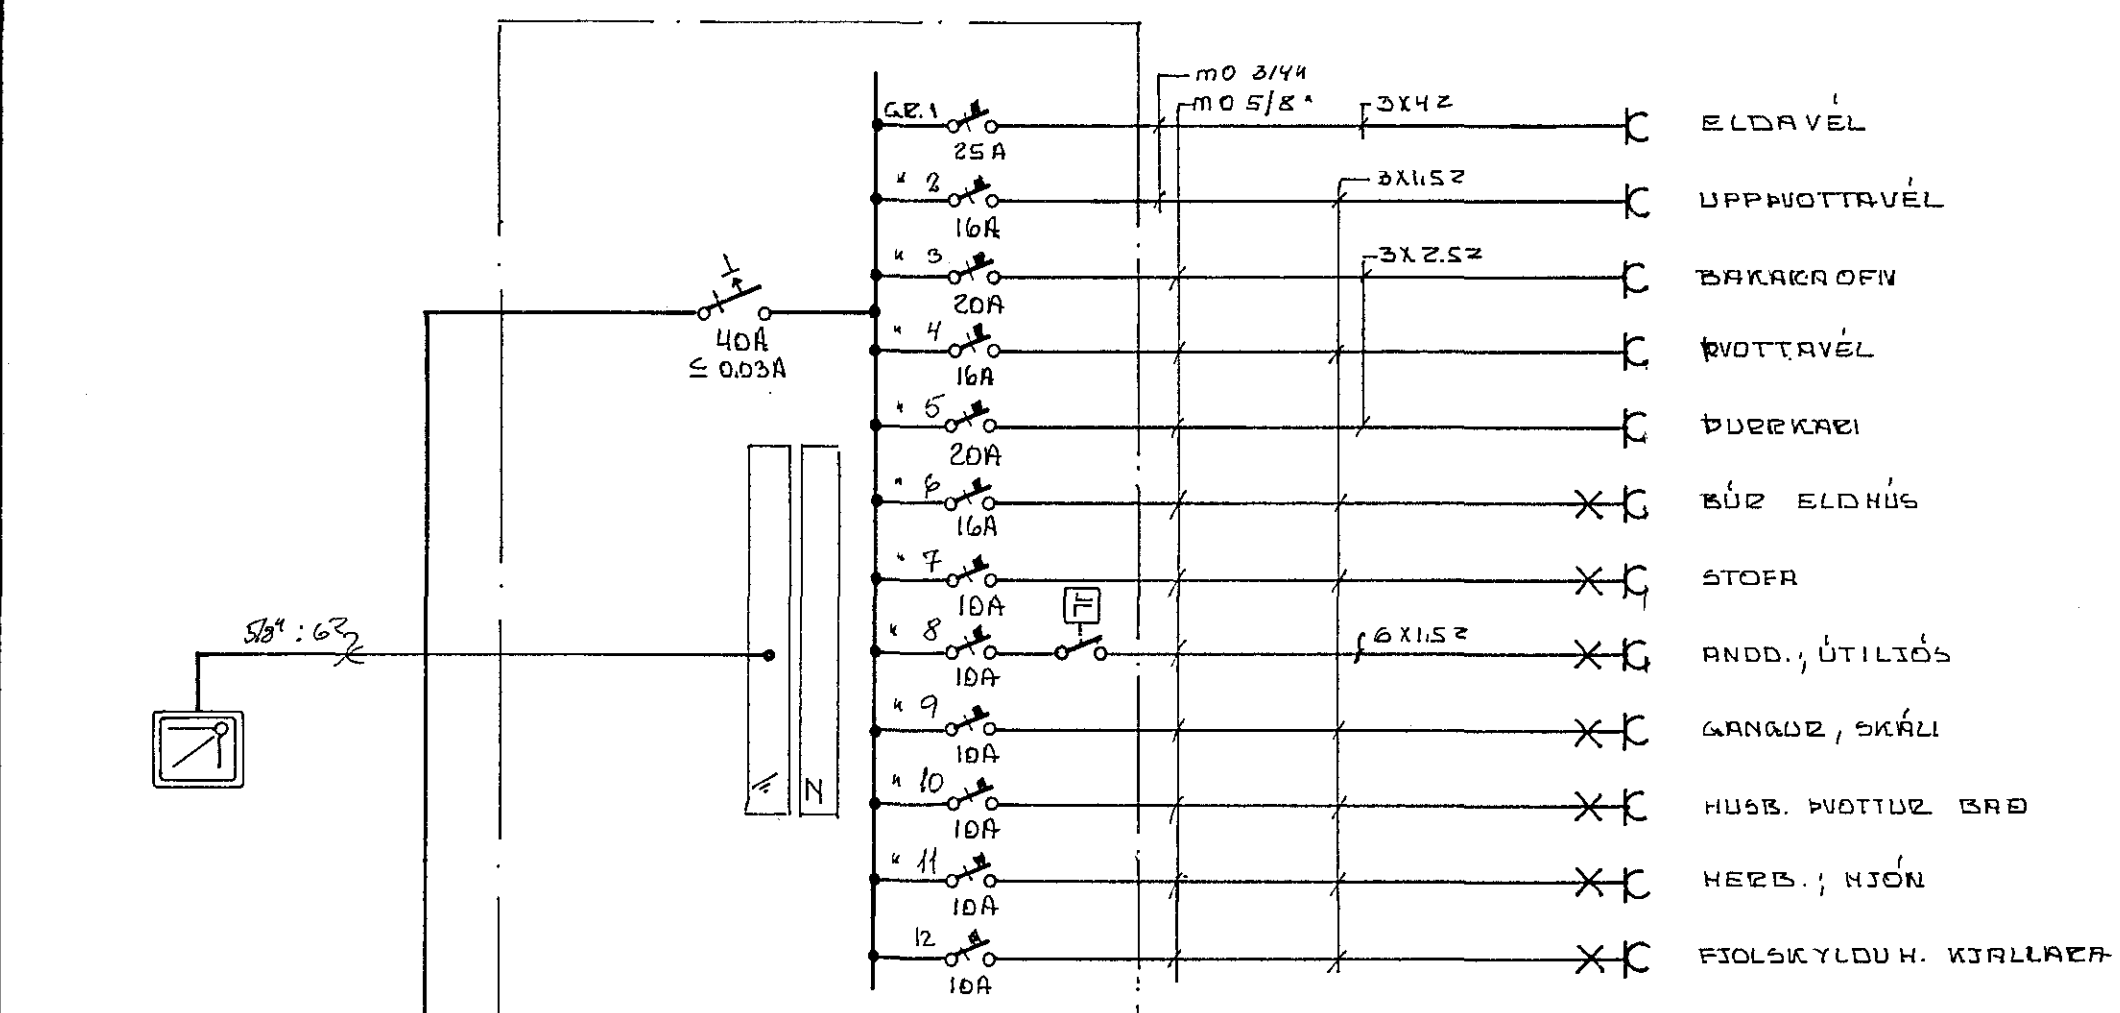 mO 3/4"
mO 5/8"
GR. 1 25A 3X4² ELDAVÉL
" 2 16A 3X1,5² UPPÞVOTTAVÉL
" 3 20A 3X2.5² BAKARAOFN
40A
≤ 0.03A
" 4 16A ÞVOTTAVÉL
" 5 20A ÞURRKARI
" 6 16A BÚR ELDHÚS
" 7 10A STOFA
5/8" : 6²
" 8 10A 6X1,5² ANDD., ÚTILJÓS
" 9 10A GANGUR, SKÁLI
" 10 10A HUSB. ÞVOTTUR BAÐ
N
" 11 10A HERB., HJÓN
12 10A FJOLSKYLDUH. KJALLARA